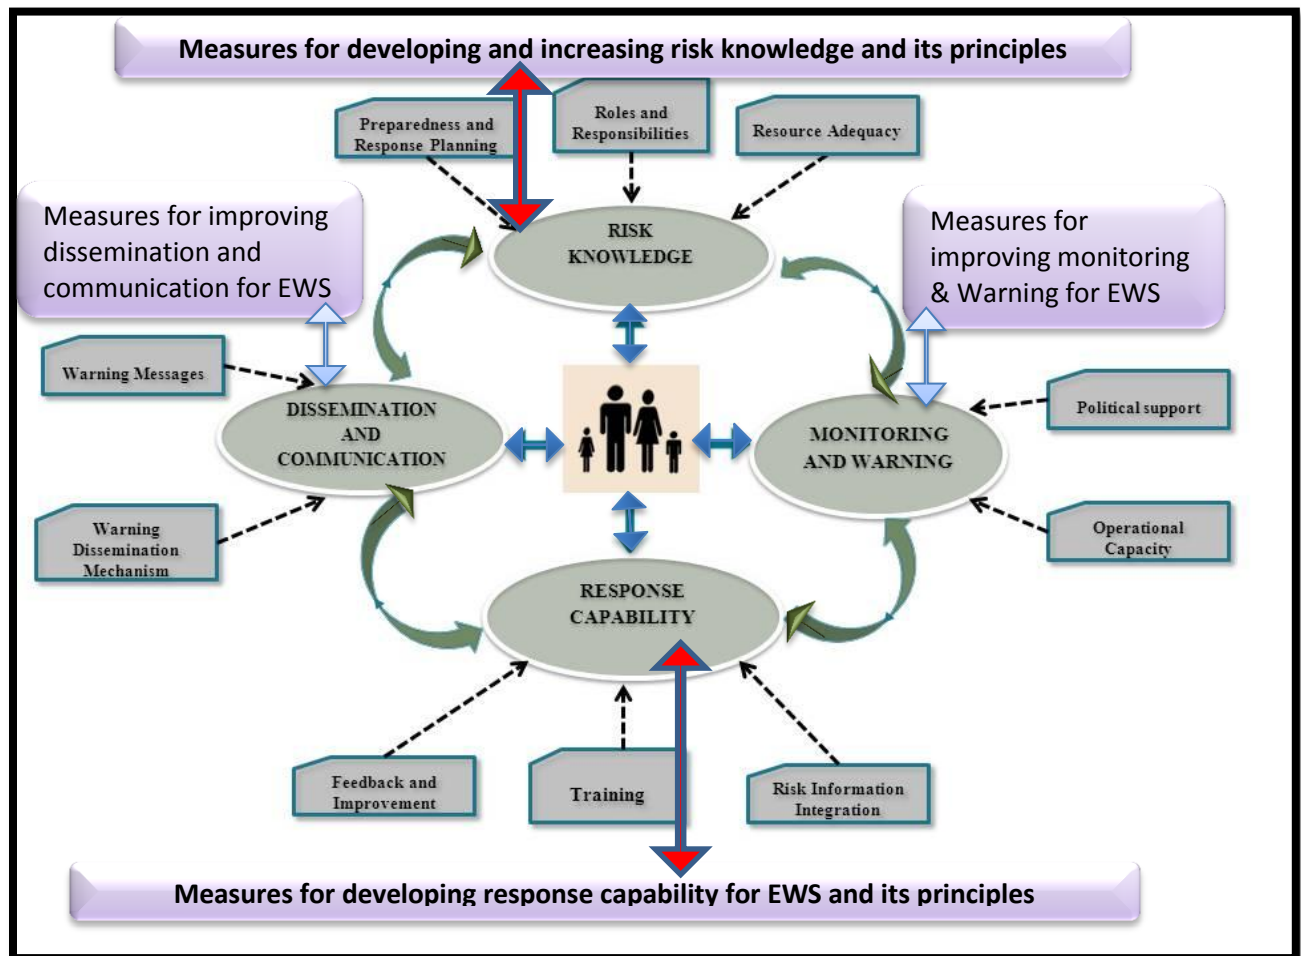 Measures for developing and increasing risk knowledge and its principles
Preparedness and
Response Planning
Roles and
Responsibilities
Resource Adequacy
Measures for improving
dissemination and
communication for EWS
RISK
KNOWLEDGE
Measures for
improving monitoring
& Warning for EWS
Warning Messages
DISSEMINATION
AND
COMMUNICATION
MONITORING
AND WARNING
Political support
Warning
Dissemination
Mechanism
Operational
Capacity
RESPONSE
CAPABILITY
Feedback and
Improvement
Training
Risk Information
Integration
Measures for developing response capability for EWS and its principles